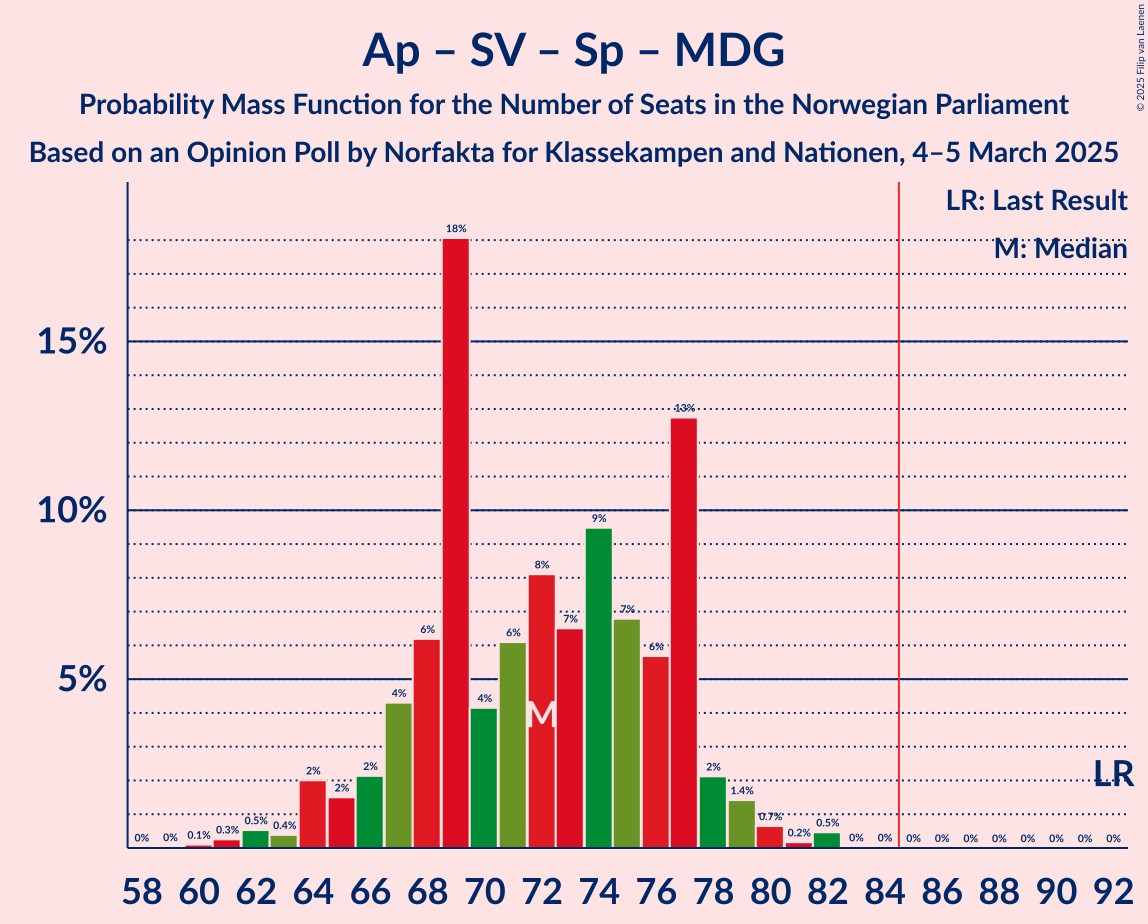 Ap – SV – Sp – MDG
Probability Mass Function for the Number of Seats in the Norwegian Parliament
Based on an Opinion Poll by Norfakta for Klassekampen and Nationen, 4–5 March 2025
© 2025 Filip van Laenen
LR: Last Result
M: Median
15%
10%
5%
0% 0% 0.1% 0.3% 0.5% 0.4% 2% 2% 2% 4% 6% 18% 4% 6% 8% 7% 9% 7% 6% 13% 2% 1.4% 0.7% 0.2% 0.5% 0% 0% 0% 0% 0% 0% 0% 0% 0% 0%
M
LR
58 60 62 64 66 68 70 72 74 76 78 80 82 84 86 88 90 92